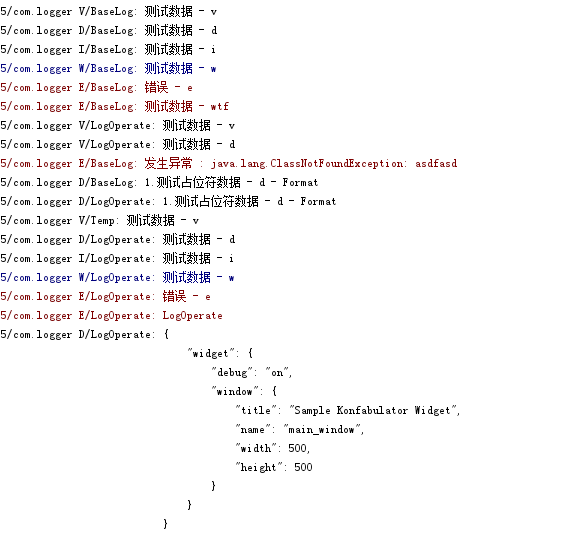 5/com.logger V/BaseLog: 测试数据 - v
5/com.logger D/BaseLog: 测试数据 - d
5/com.logger I/BaseLog: 测试数据 - i
5/com.logger W/BaseLog: 测试数据 - w
5/com.logger E/BaseLog: 错误 - e
5/com.logger E/BaseLog: 测试数据 - wtf
5/com.logger V/LogOperate: 测试数据 - v
5/com.logger D/LogOperate: 测试数据 - d
5/com.logger E/BaseLog: 发生异常 : java.lang.ClassNotFoundException: asdfasd
5/com.logger D/BaseLog: 1.测试占位符数据 - d - Format
5/com.logger D/LogOperate: 1.测试占位符数据 - d - Format
5/com.logger V/Temp: 测试数据 - v
5/com.logger D/LogOperate: 测试数据 - d
5/com.logger I/LogOperate: 测试数据 - i
5/com.logger W/LogOperate: 测试数据 - w
5/com.logger E/LogOperate: 错误 - e
5/com.logger E/LogOperate: LogOperate
5/com.logger D/LogOperate: {
"widget": {
"debug": "on",
"window": {
"title": "Sample Konfabulator Widget",
"name": "main_window",
"width": 500,
"height": 500
}
}
}